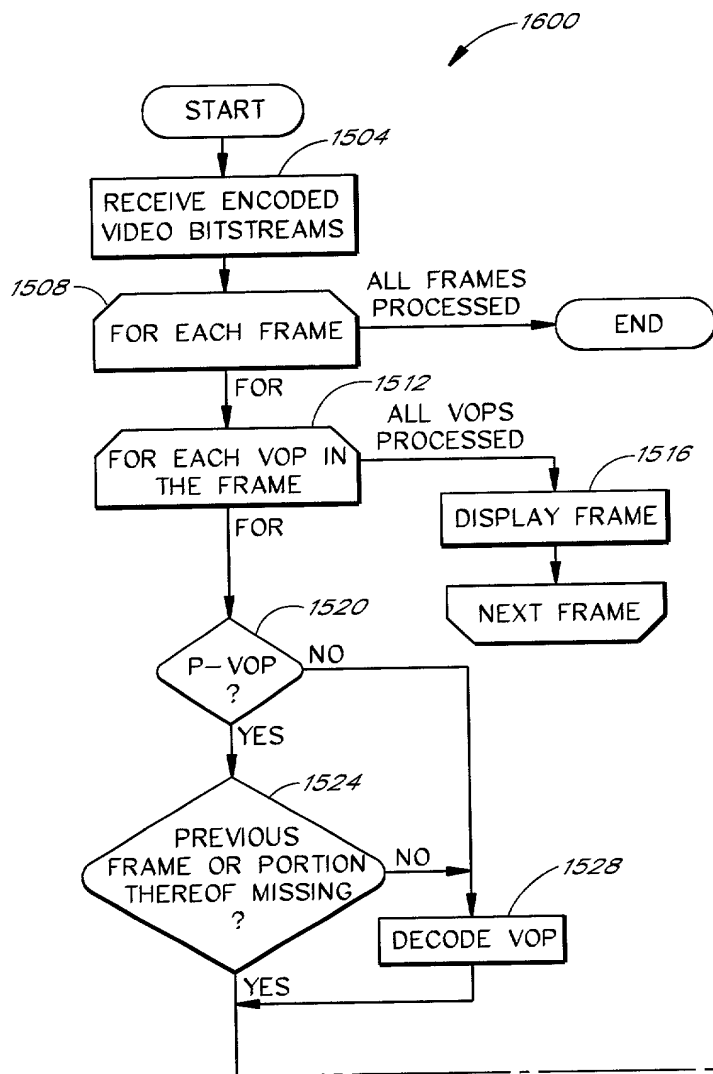 1600
START
1504
RECEIVE ENCODED
VIDEO BITSTREAMS
1508
FOR EACH FRAME
ALL FRAMES
PROCESSED
END
FOR
1512
FOR EACH VOP IN
THE FRAME
ALL VOPS
PROCESSED
1516
DISPLAY FRAME
FOR
NEXT FRAME
1520
P-VOP
?
NO
YES
1524
PREVIOUS
FRAME OR PORTION
THEREOF MISSING
?
NO
1528
DECODE VOP
YES